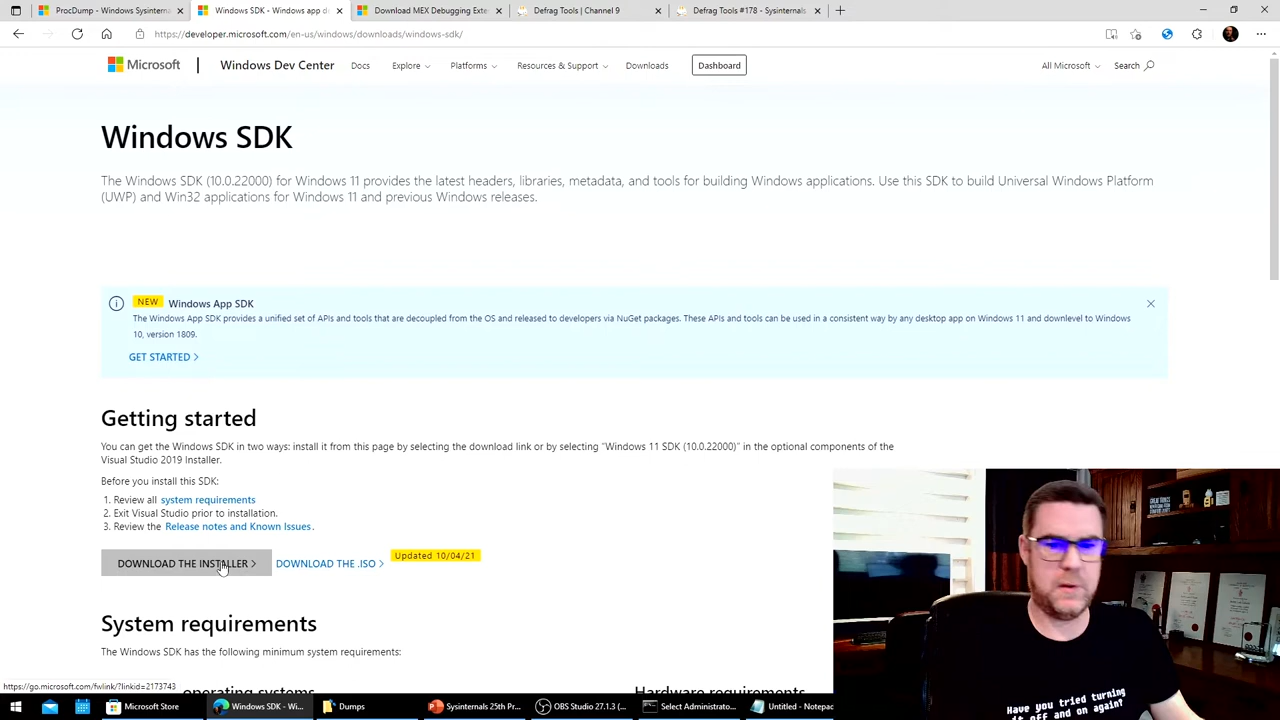 ProcDump - Windows Sysintern
Windows SDK - Windows app de
Download MEX Debugging Exte
Defrag Tools | Channel 9
Defrag Tools #178 - Sysinternals
https://developer.microsoft.com/en-us/windows/downloads/windows-sdk/
Microsoft
Windows Dev Center
Docs
Explore
Platforms
Resources & Support
Downloads
Dashboard
All Microsoft
Search
Windows SDK
The Windows SDK (10.0.22000) for Windows 11 provides the latest headers, libraries, metadata, and tools for building Windows applications. Use this SDK to build Universal Windows Platform
(UWP) and Win32 applications for Windows 11 and previous Windows releases.
NEW Windows App SDK
The Windows App SDK provides a unified set of APIs and tools that are decoupled from the OS and released to developers via NuGet packages. These APIs and tools can be used in a consistent way by any desktop app on Windows 11 and downlevel to Windows
10, version 1809.
GET STARTED
Getting started
You can get the Windows SDK in two ways: install it from this page by selecting the download link or by selecting "Windows 11 SDK (10.0.22000)" in the optional components of the
Visual Studio 2019 Installer.
Before you install this SDK:
1. Review all system requirements
2. Exit Visual Studio prior to installation.
3. Review the Release notes and Known Issues.
DOWNLOAD THE INSTALLER
DOWNLOAD THE .ISO
Updated 10/04/21
System requirements
The Windows SDK has the following minimum system requirements:
operating systems
Hardware requirements
https://go.microsoft.com/fwlink/?linkid=2173743
Microsoft Store
Windows SDK - Wi...
Dumps
Sysinternals 25th Pr...
OBS Studio 27.1.3 (...
Select Administrato...
Untitled - Notepa
Have you tried turning
it off and on again?